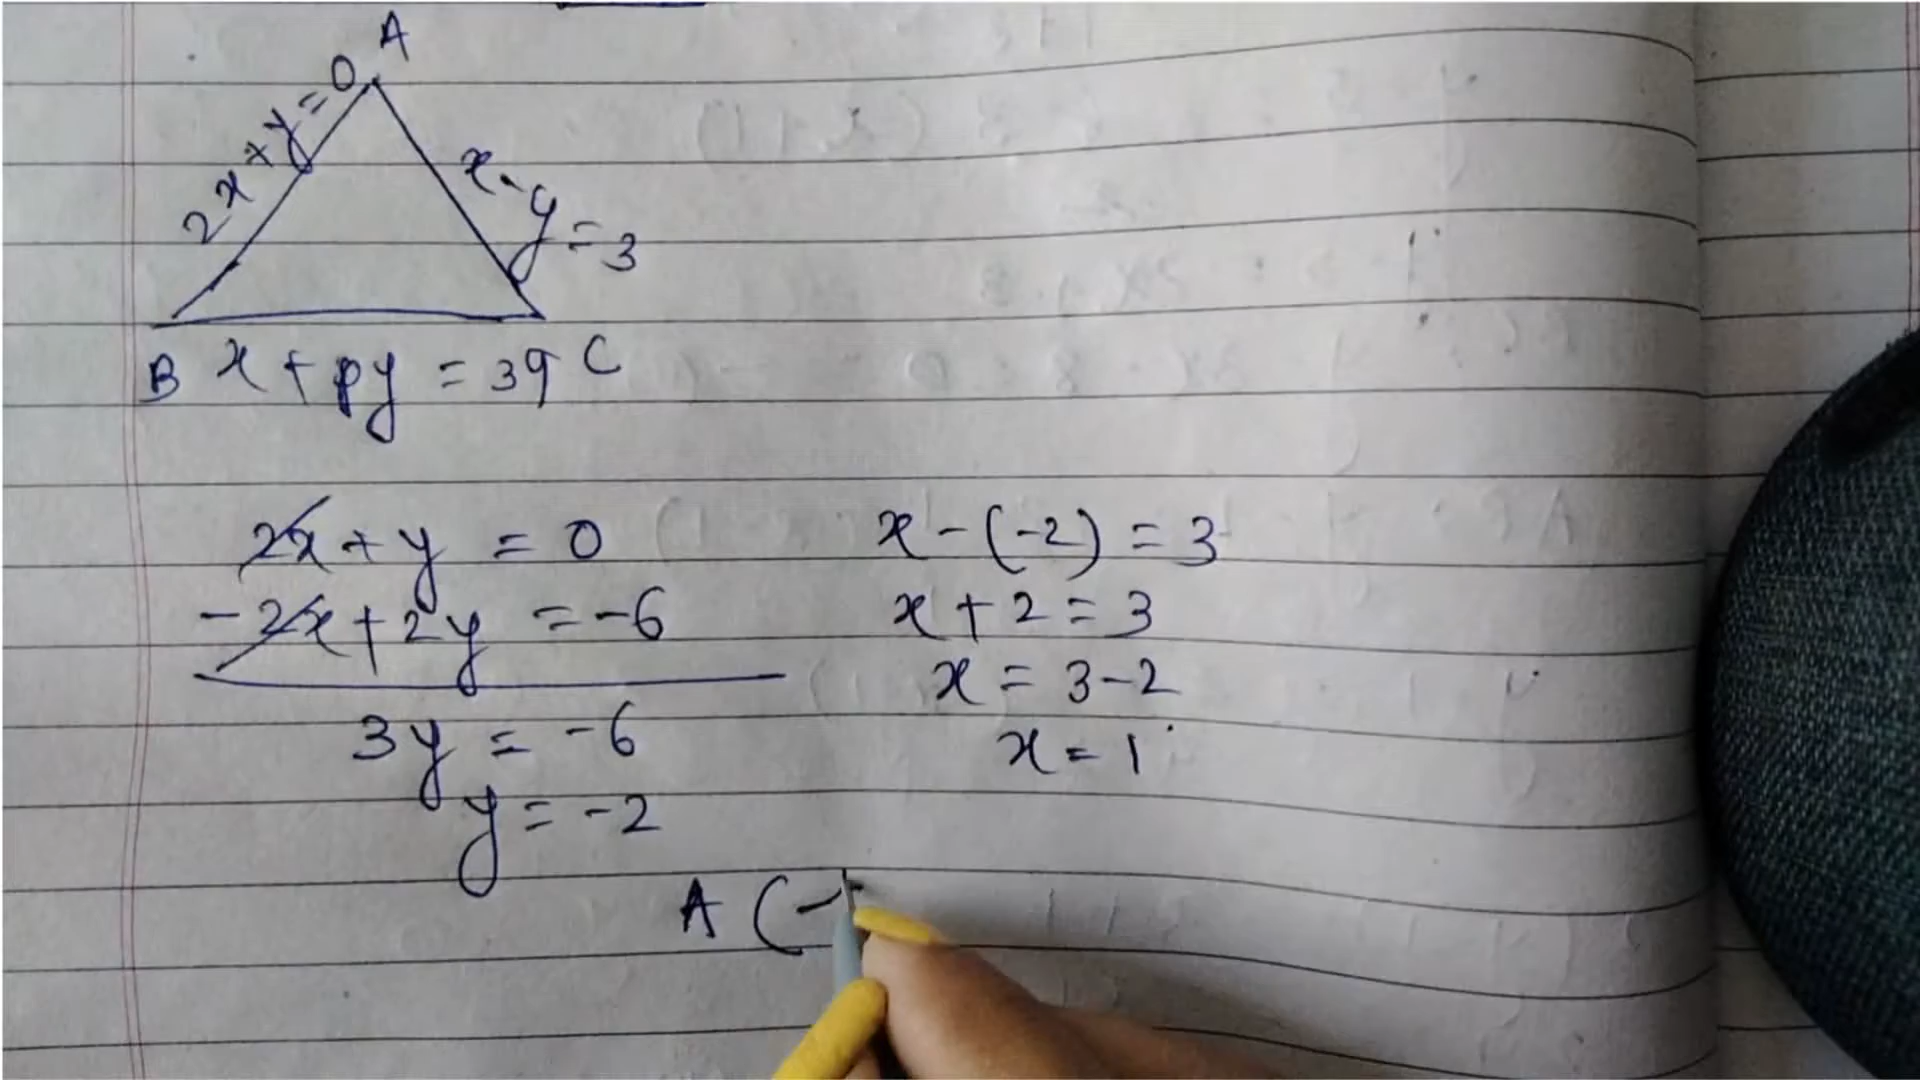 A
2x+y=0
x-y=3
B x+py=39 C
2x+y=0
-2x+2y=-6
3y=-6
y=-2
x-(-2)=3
x+2=3
x=3-2
x=1
A (-